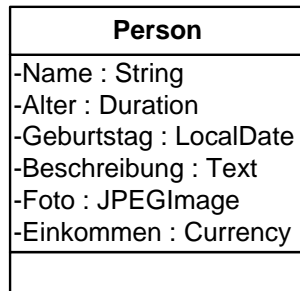 Person
-Name : String
-Alter : Duration
-Geburtstag : LocalDate
-Beschreibung : Text
-Foto : JPEGImage
-Einkommen : Currency